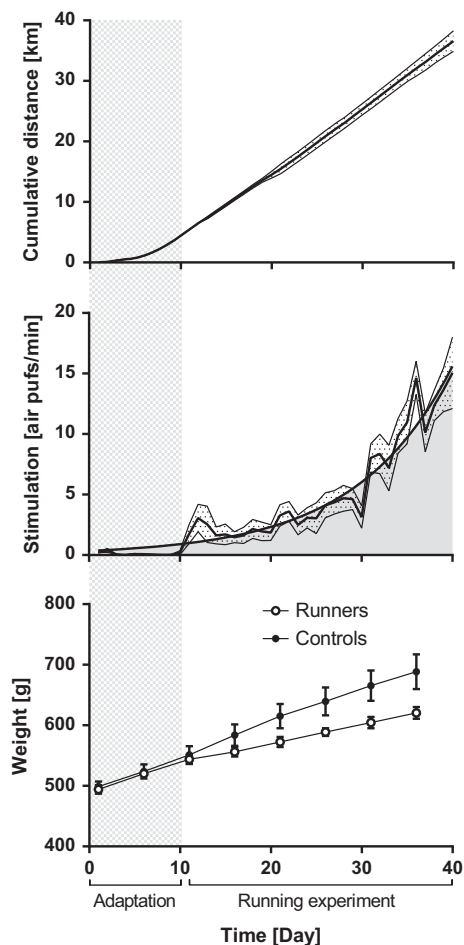 40
30
20
10
0
Cumulative distance [km]
20
15
10
5
0
Stimulation [air pufs/min]
800
700
600
500
400
Weight [g]
Runners
Controls
0 10 20 30 40
Adaptation Running experiment
Time [Day]